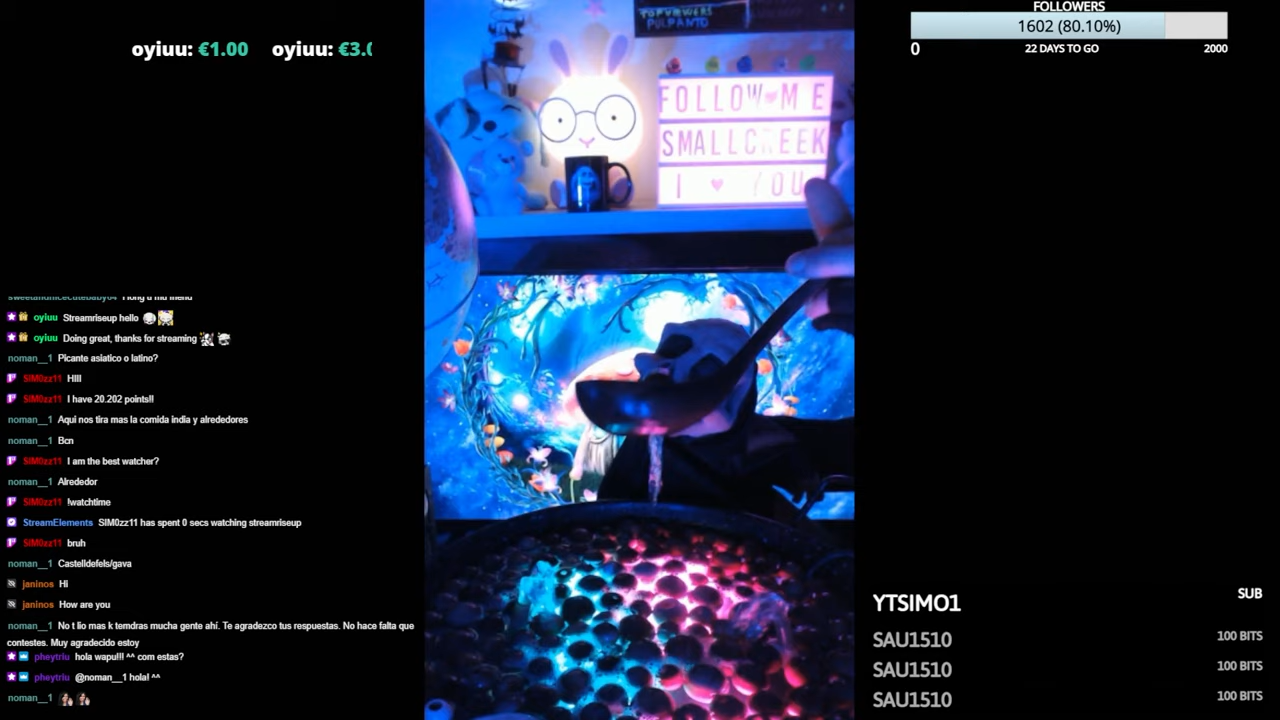 FOLLOWERS
1602 (80.10%)
0
22 DAYS TO GO
2000
oyiuu: €1.00 oyiuu: €3.0
TOPVIEWERS
PULPANTO
FOLLOW ME
SMALLCREEK
I ♥ YOU
oyiuu Streamriseup hello
oyiuu Doing great, thanks for streaming
noman__1 Picante asiatico o latino?
SIM0zz11 HIII
SIM0zz11 I have 20.202 points!!
noman__1 Aqui nos tira mas la comida india y alrededores
noman__1 Bcn
SIM0zz11 I am the best watcher?
noman__1 Alrededor
SIM0zz11 !watchtime
StreamElements SIM0zz11 has spent 0 secs watching streamriseup
SIM0zz11 bruh
noman__1 Castelldefels/gava
janinos Hi
janinos How are you
noman__1 No t lio mas k temdras mucha gente ahí. Te agradezco tus respuestas. No hace falta que
contestes. Muy agradecido estoy
pheytriu hola wapu!!! ^^ com estas?
pheytriu @noman__1 hola! ^^
noman__1
YTSIMO1 SUB
SAU1510 100 BITS
SAU1510 100 BITS
SAU1510 100 BITS